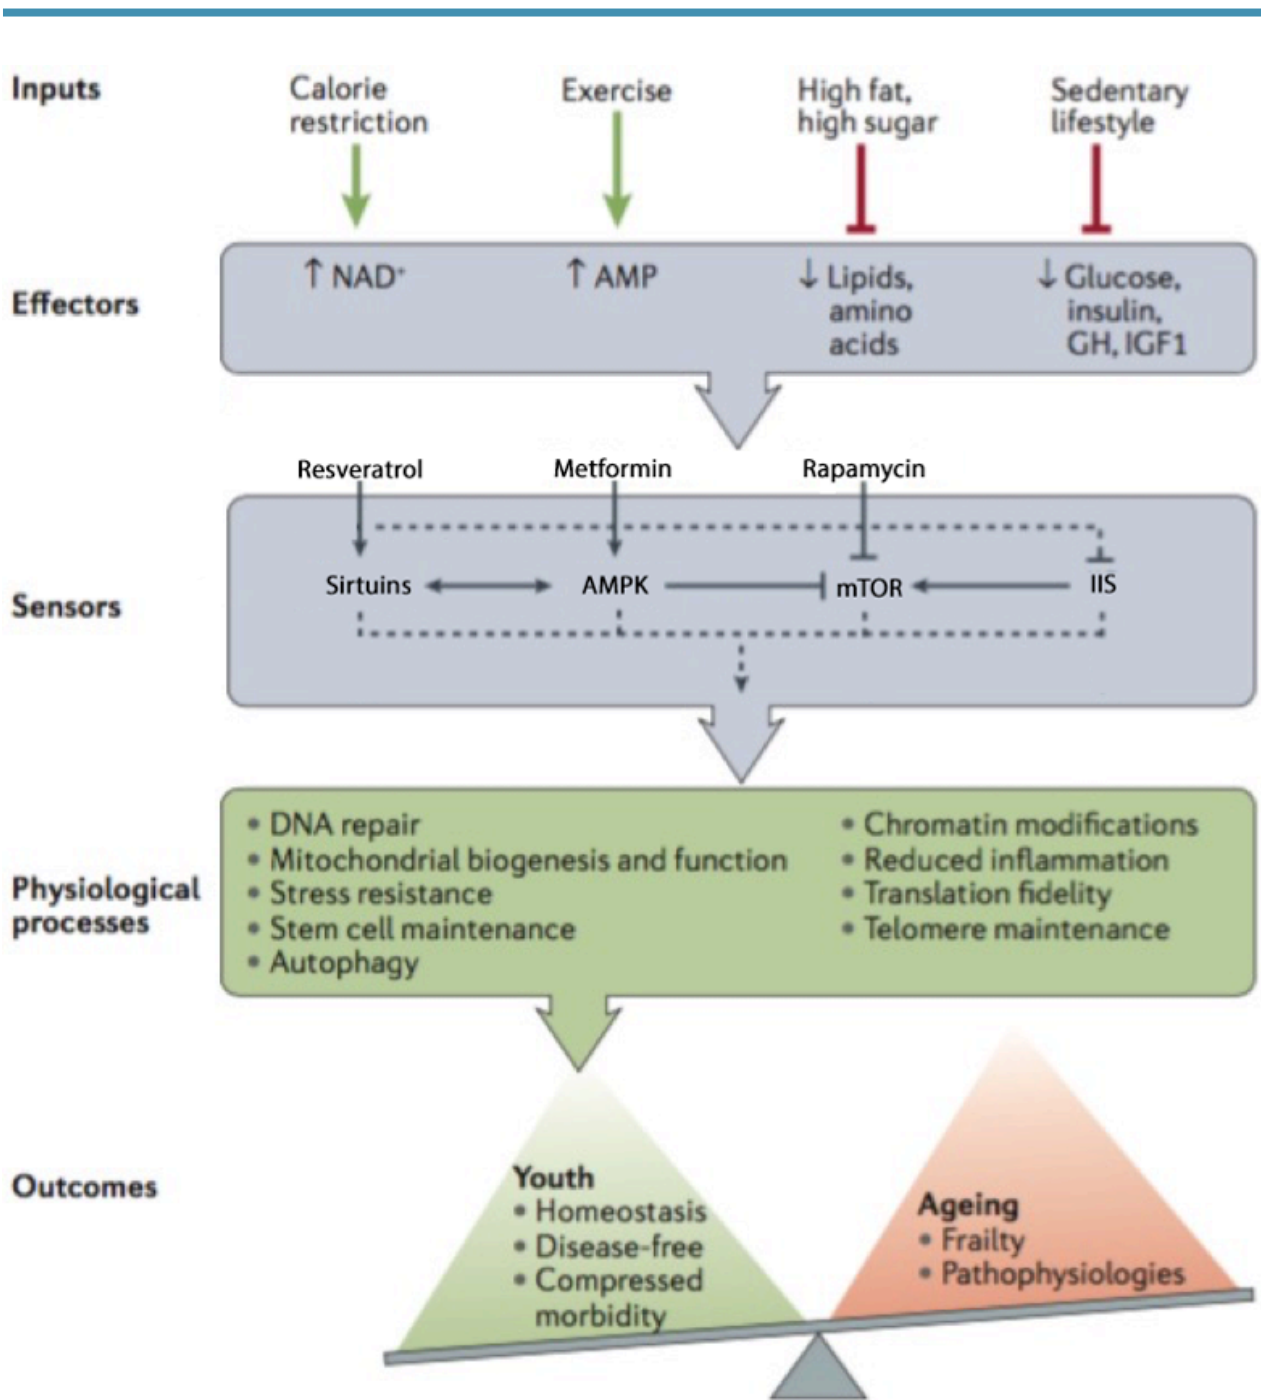 Inputs
Calorie
restriction
Exercise
High fat,
high sugar
Sedentary
lifestyle
Effectors
↑ NAD⁺
↑ AMP
↓ Lipids,
amino
acids
↓ Glucose,
insulin,
GH, IGF1
Resveratrol
Metformin
Rapamycin
Sensors
Sirtuins
AMPK
mTOR
IIS
Physiological
processes
• DNA repair
• Mitochondrial biogenesis and function
• Stress resistance
• Stem cell maintenance
• Autophagy
• Chromatin modifications
• Reduced inflammation
• Translation fidelity
• Telomere maintenance
Outcomes
Youth
• Homeostasis
• Disease-free
• Compressed
morbidity
Ageing
• Frailty
• Pathophysiologies